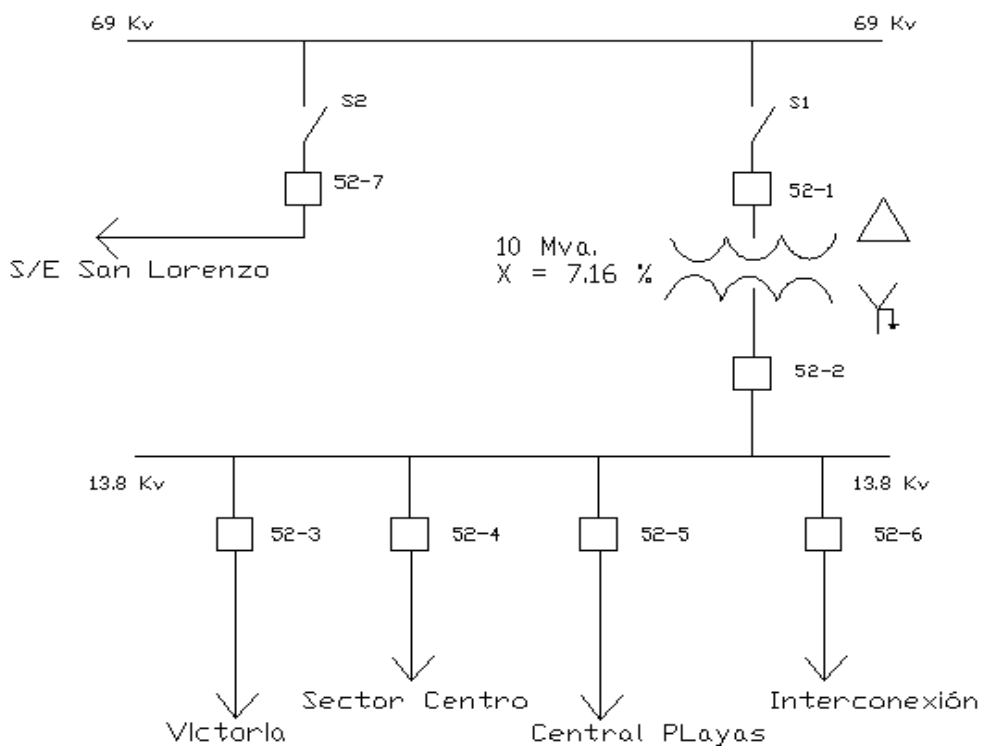 69 Kv
69 Kv
S2
S1
52-7
52-1
S/E San Lorenzo
10 Mva.
X = 7.16 %
52-2
13.8 Kv
13.8 Kv
52-3
52-4
52-5
52-6
Sector Centro
Interconexión
VIctorIa
Central PLayas